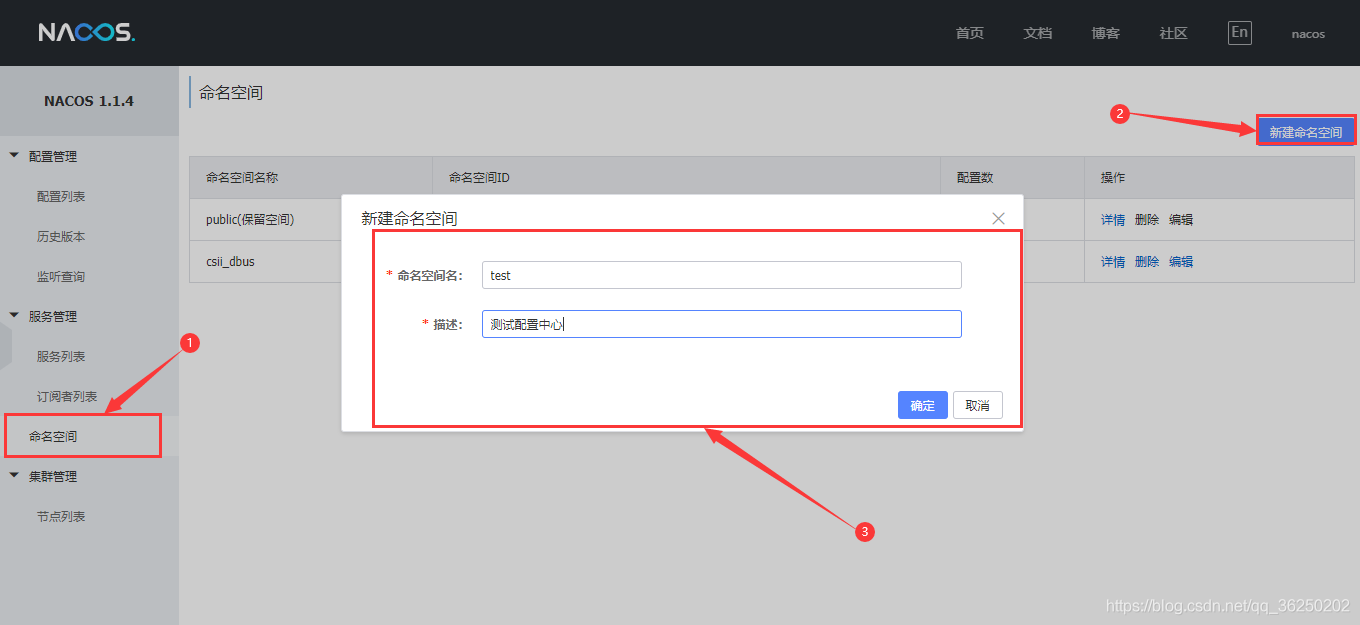 NACOS.
首页 文档 博客 社区 En nacos
NACOS 1.1.4
配置管理
配置列表
历史版本
监听查询
服务管理
服务列表
订阅者列表
命名空间
集群管理
节点列表
命名空间
新建命名空间
命名空间名称 命名空间ID 配置数 操作
public(保留空间) 详情 删除 编辑
csii_dbus 详情 删除 编辑
新建命名空间
* 命名空间名: test
* 描述: 测试配置中心
确定 取消
1
2
3
https://blog.csdn.net/qq_36250202